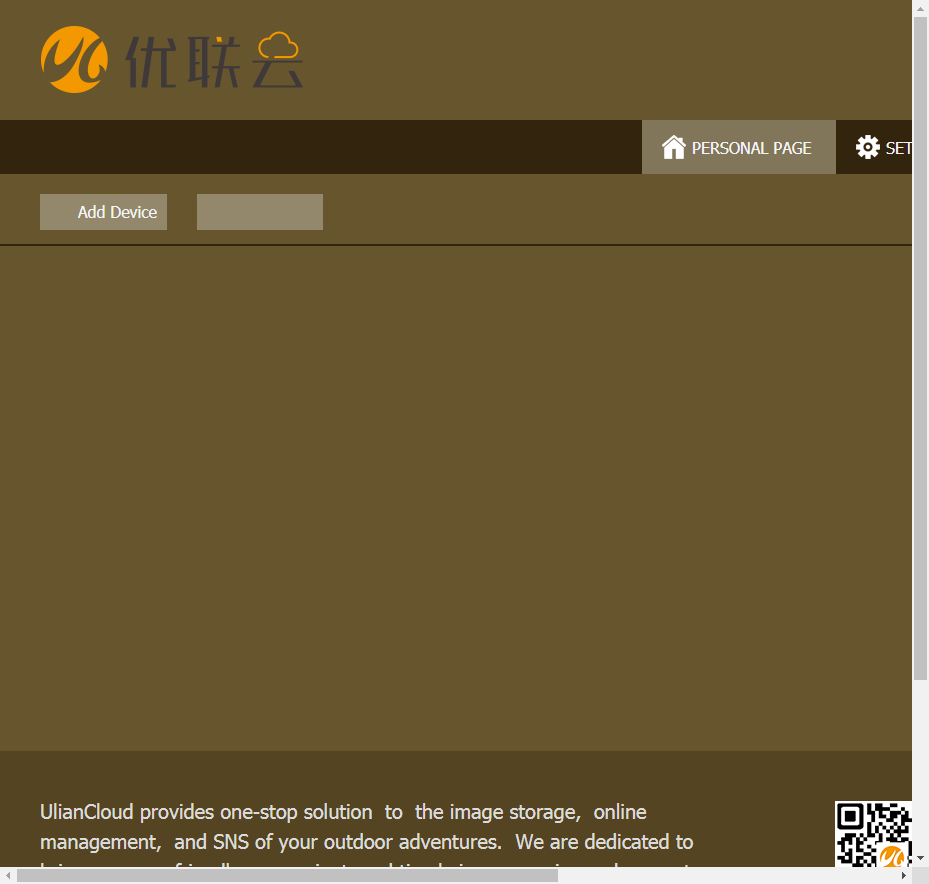 优联云
PERSONAL PAGE
SET
Add Device
UlianCloud provides one-stop solution to the image storage, online
management, and SNS of your outdoor adventures. We are dedicated to